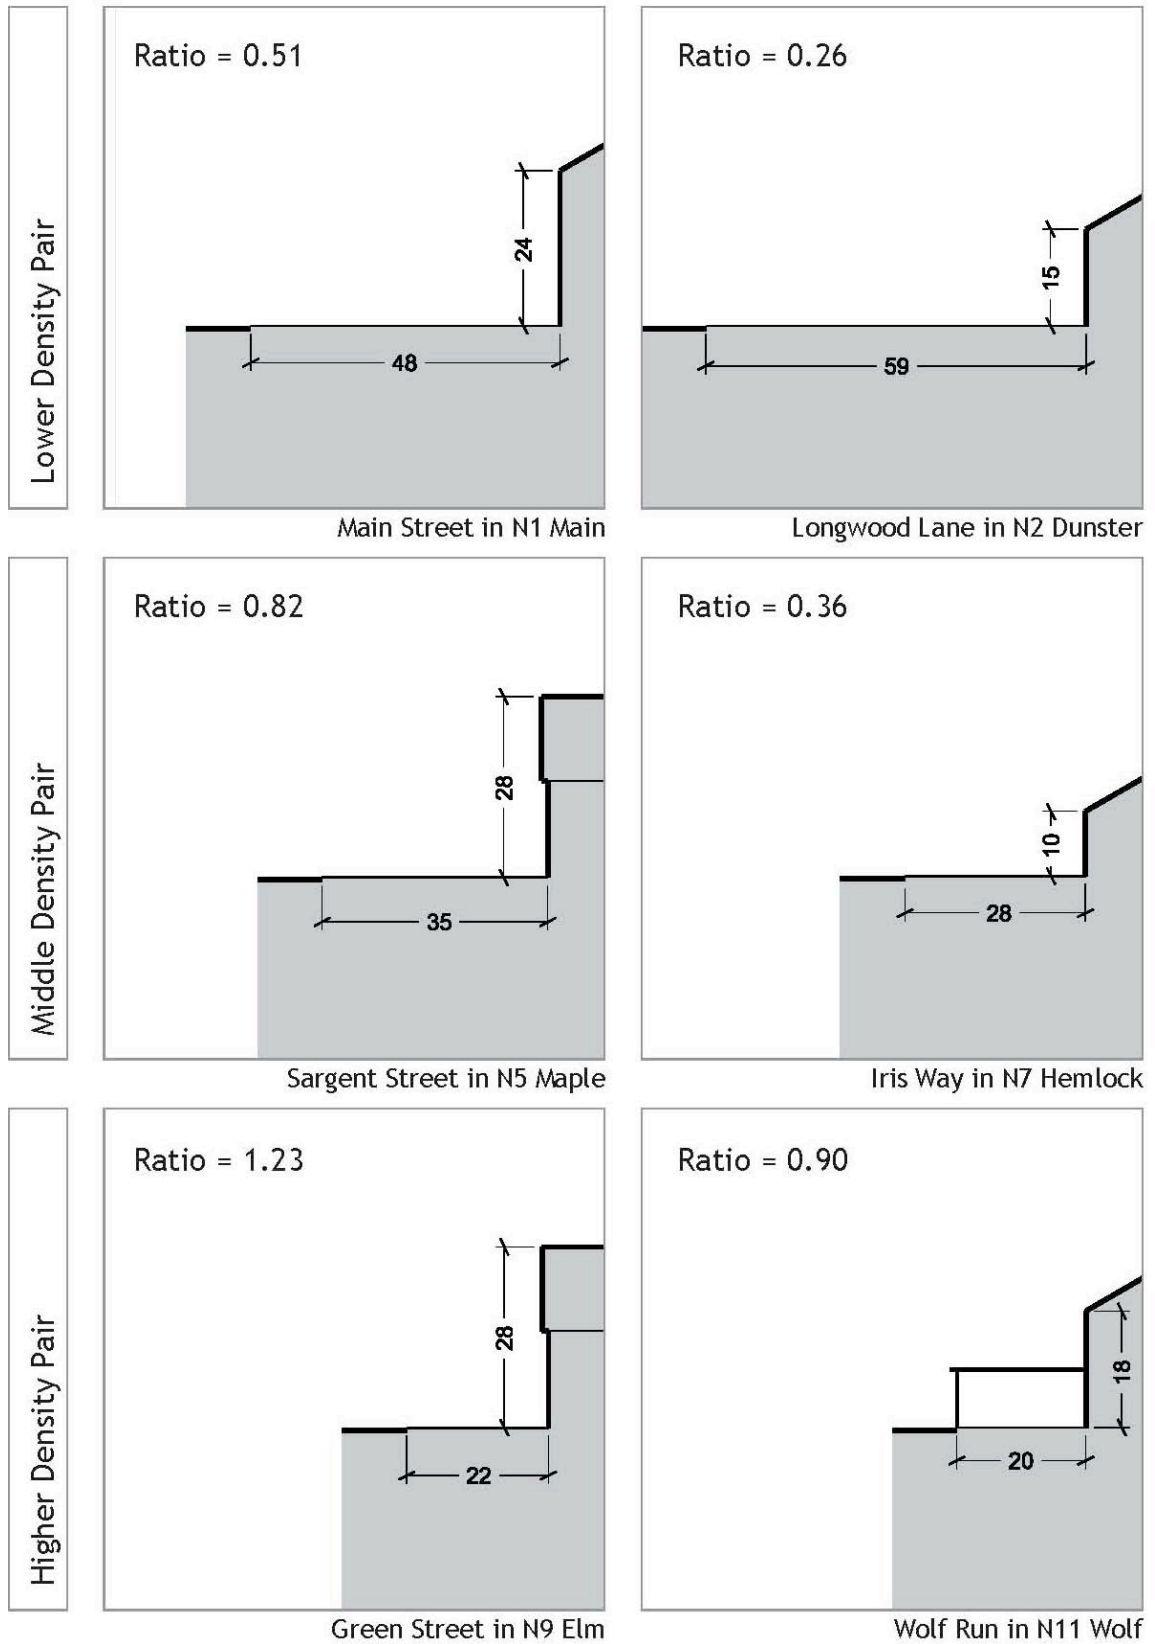 Lower Density Pair
Ratio = 0.51
24
48
Main Street in N1 Main
Ratio = 0.26
15
59
Longwood Lane in N2 Dunster
Middle Density Pair
Ratio = 0.82
28
35
Sargent Street in N5 Maple
Ratio = 0.36
10
28
Iris Way in N7 Hemlock
Higher Density Pair
Ratio = 1.23
28
22
Green Street in N9 Elm
Ratio = 0.90
18
20
Wolf Run in N11 Wolf